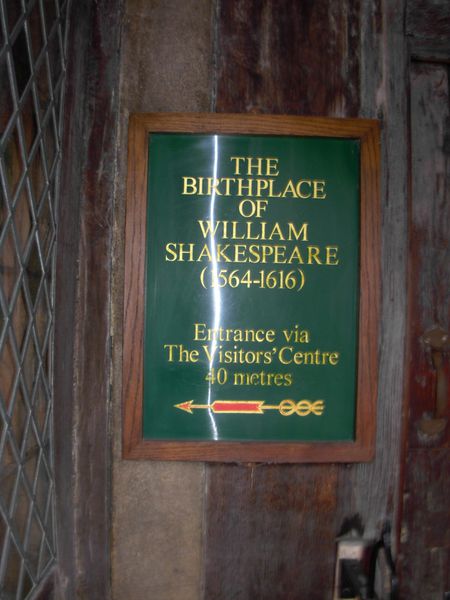 THE
BIRTHPLACE
OF
WILLIAM
SHAKESPEARE
(1564-1616)
Entrance via
The Visitors' Centre
40 metres